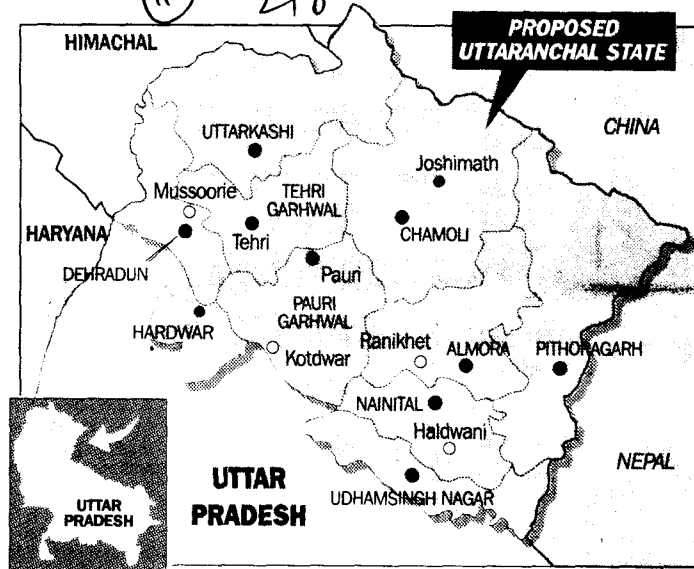 HIMACHAL
PROPOSED
UTTARANCHAL STATE
CHINA
UTTARKASHI
Joshimath
Mussoorie
TEHRI
GARHWAL
HARYANA
Tehri
CHAMOLI
DEHRADUN
Pauri
PAURI
GARHWAL
HARDWAR
Ranikhet
ALMORA
PITHORAGARH
Kotdwar
NAINITAL
Haldwani
NEPAL
UTTAR
PRADESH
UDHAMSINGH NAGAR
UTTAR
PRADESH